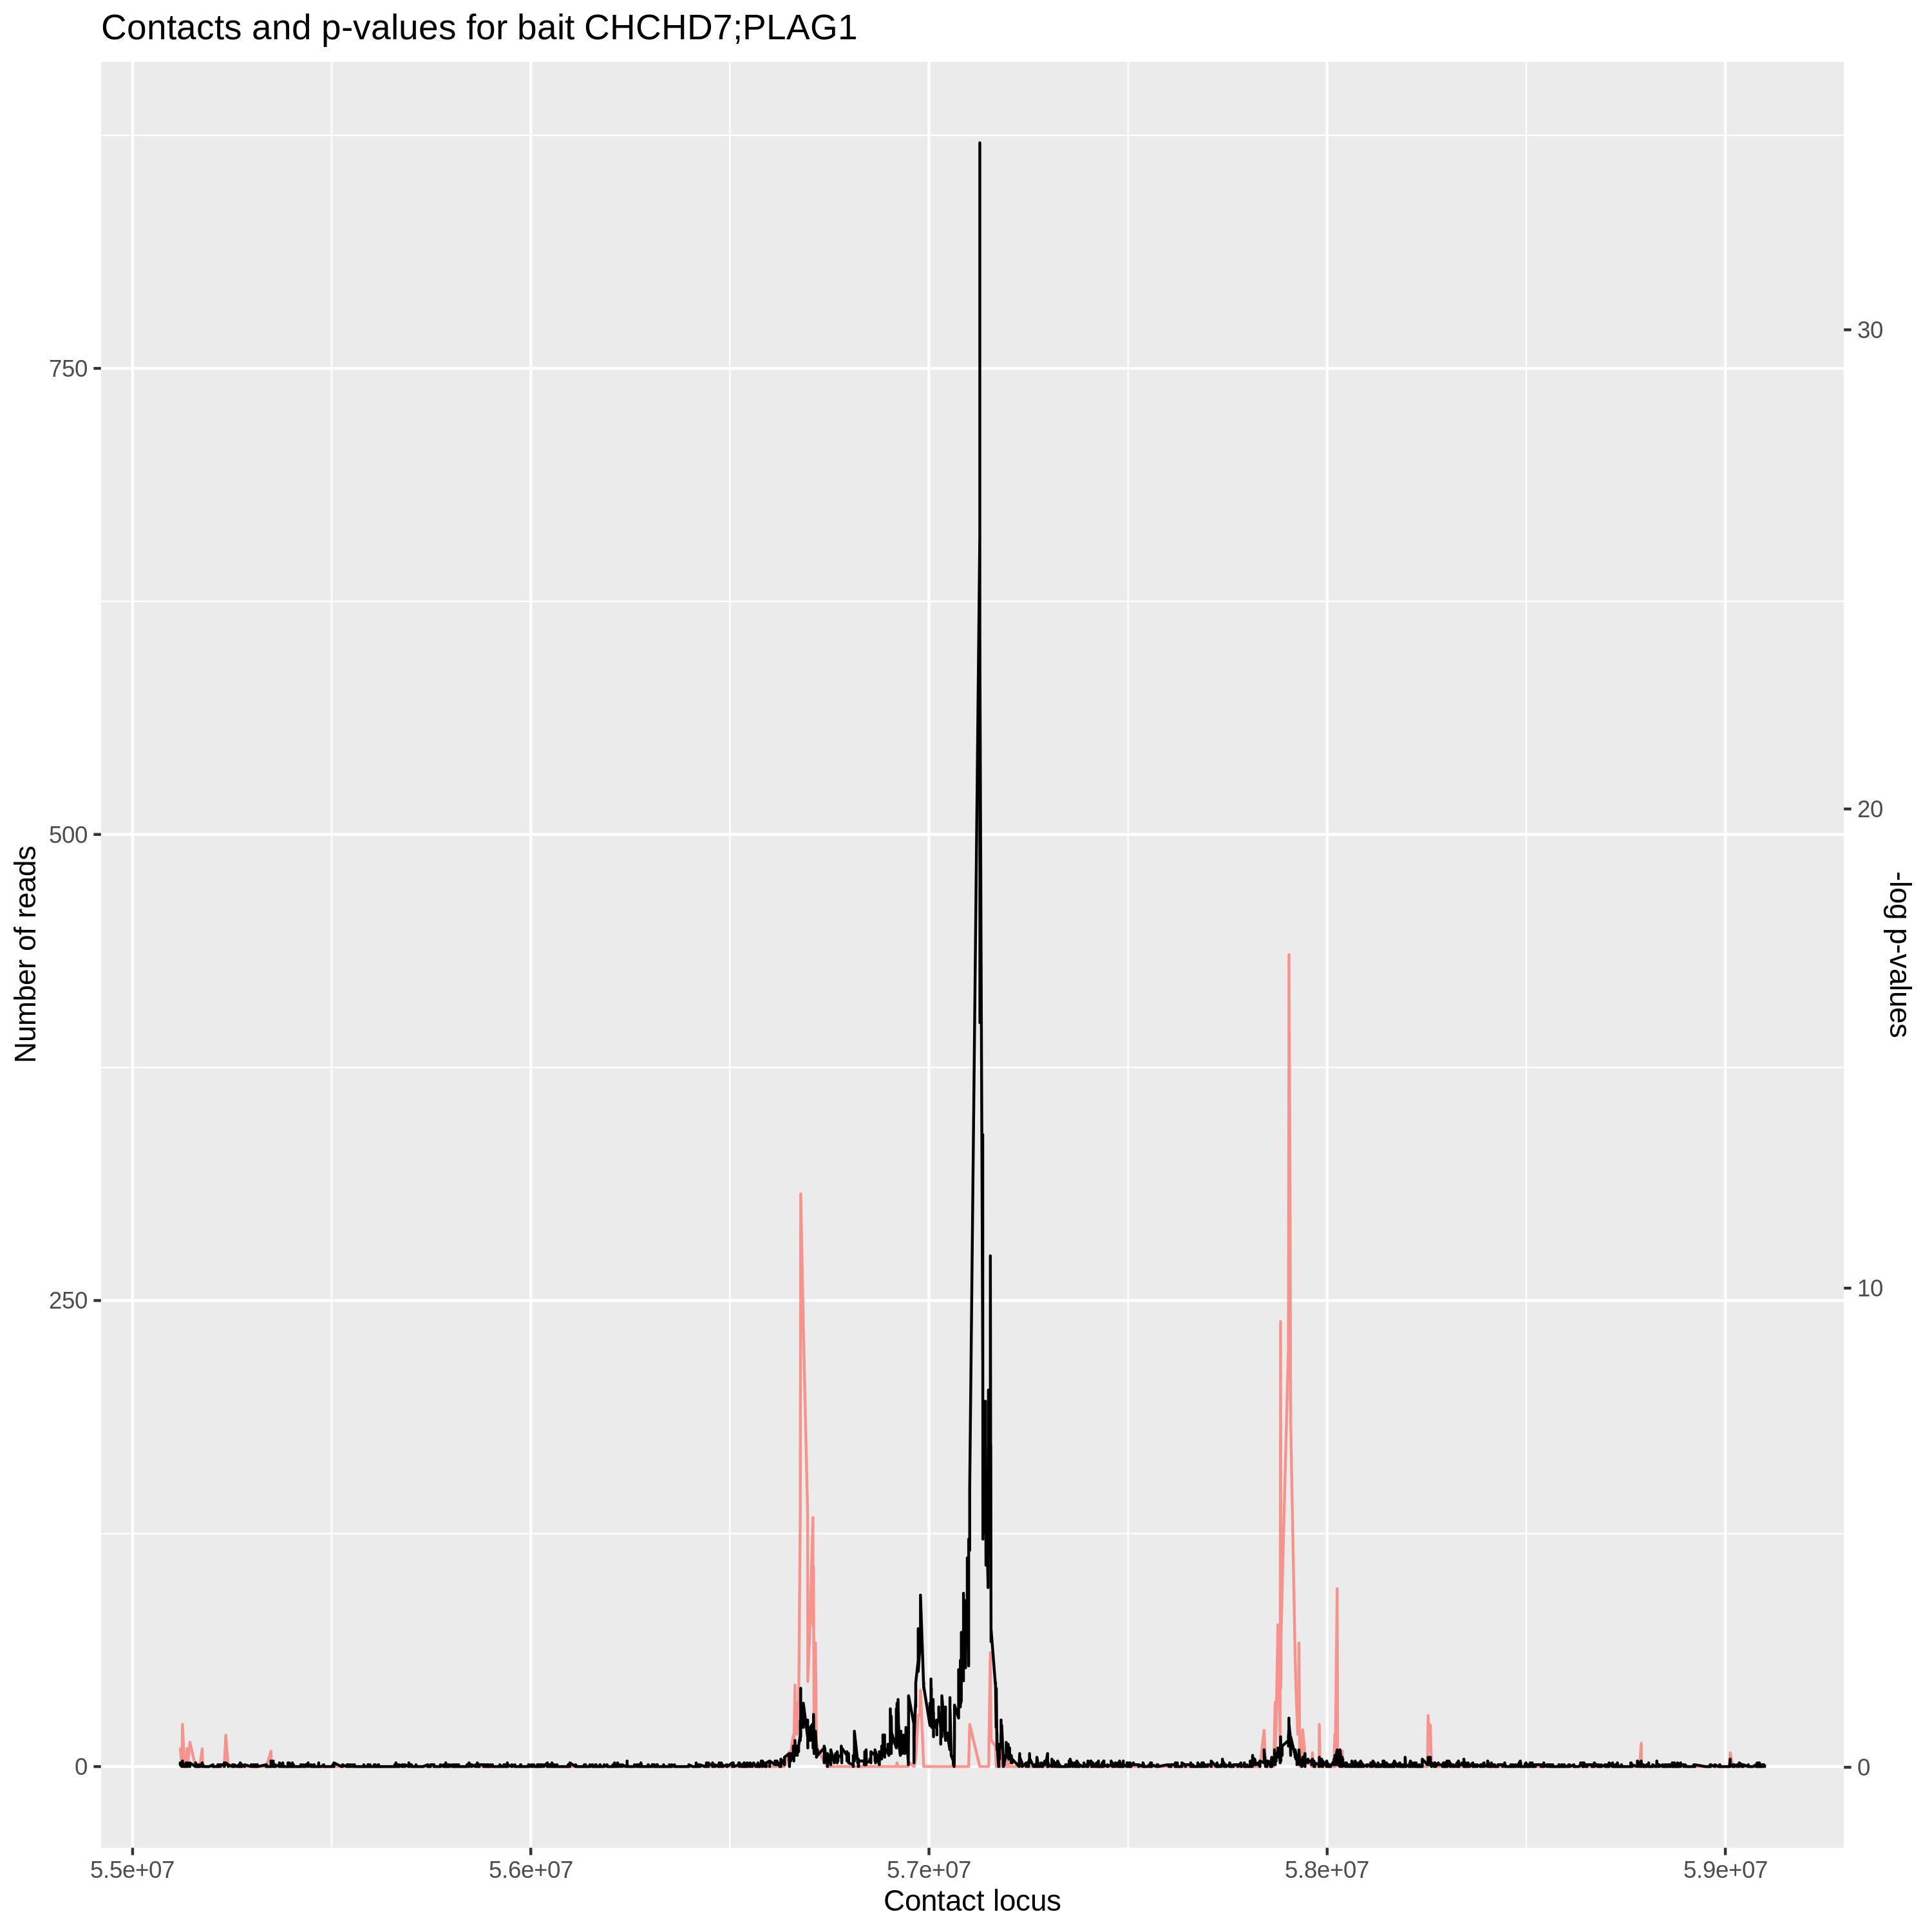 Contacts and p-values for bait CHCHD7;PLAG1
Number of reads
750
500
250
0
30
20
10
0
-log p-values
5.5e+07 5.6e+07 5.7e+07 5.8e+07 5.9e+07
Contact locus